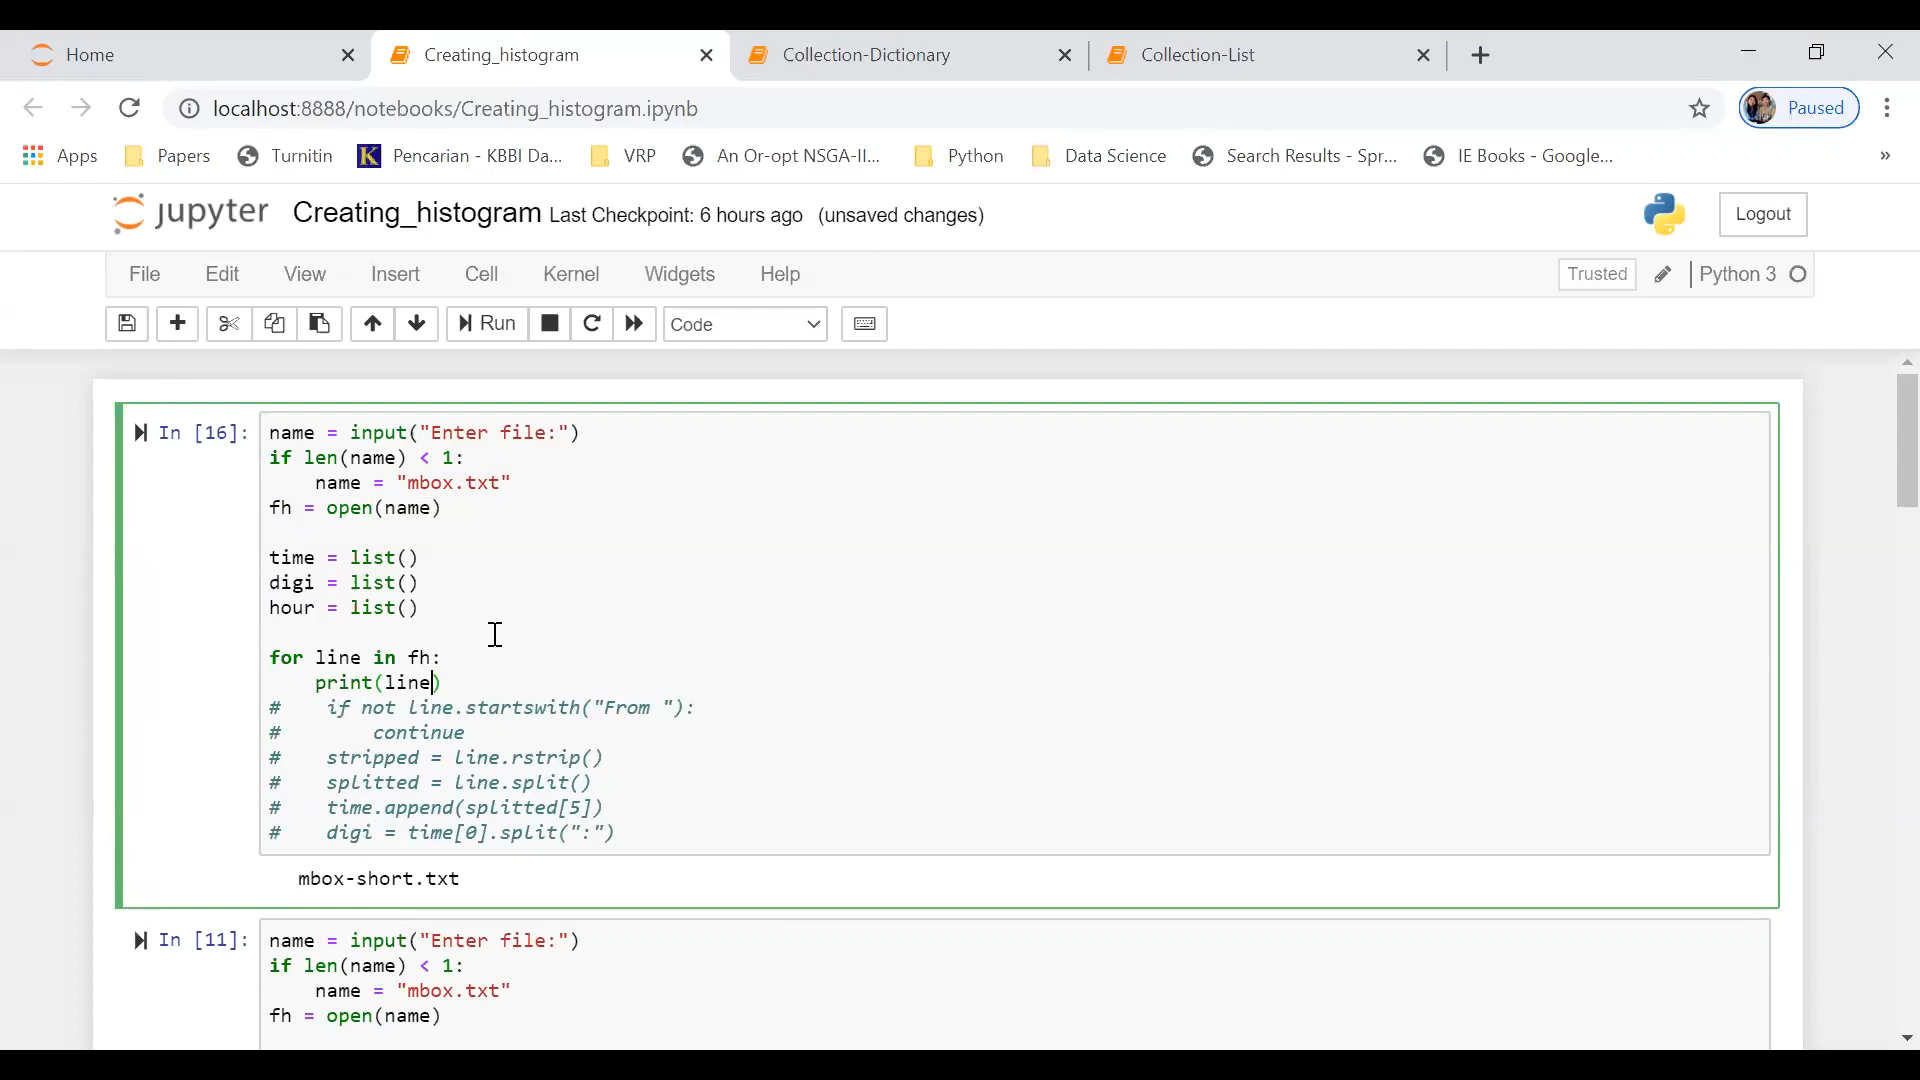 Home
Creating_histogram
Collection-Dictionary
Collection-List
localhost:8888/notebooks/Creating_histogram.ipynb
Paused
Apps
Papers
Turnitin
K
Pencarian - KBBI Da...
VRP
An Or-opt NSGA-II...
Python
Data Science
Search Results - Spr...
IE Books - Google...
»
jupyter Creating_histogram Last Checkpoint: 6 hours ago (unsaved changes)
Logout
File Edit View Insert Cell Kernel Widgets Help
Trusted
Python 3
Run
Code
In [16]:
name = input("Enter file:")
if len(name) < 1:
    name = "mbox.txt"
fh = open(name)
time = list()
digi = list()
hour = list()
for line in fh:
    print(line)
#    if not line.startswith("From "):
#        continue
#    stripped = line.rstrip()
#    splitted = line.split()
#    time.append(splitted[5])
#    digi = time[0].split(":")
mbox-short.txt
In [11]:
name = input("Enter file:")
if len(name) < 1:
    name = "mbox.txt"
fh = open(name)